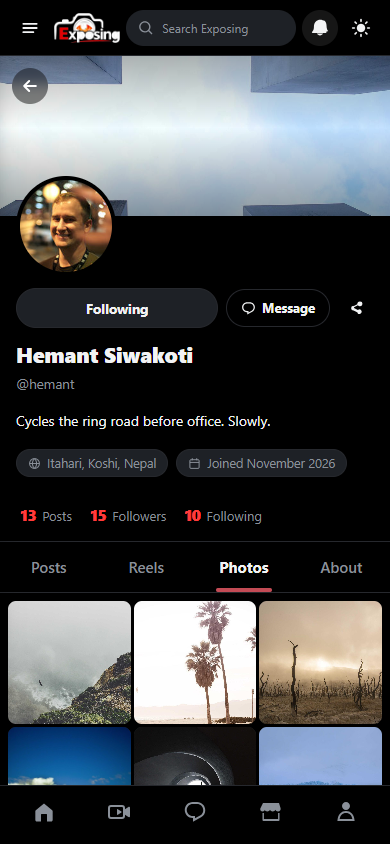 Exposing
Search Exposing
Following
Message
Hemant Siwakoti
@hemant
Cycles the ring road before office. Slowly.
Itahari, Koshi, Nepal
Joined November 2026
13 Posts 15 Followers 10 Following
Posts Reels Photos About